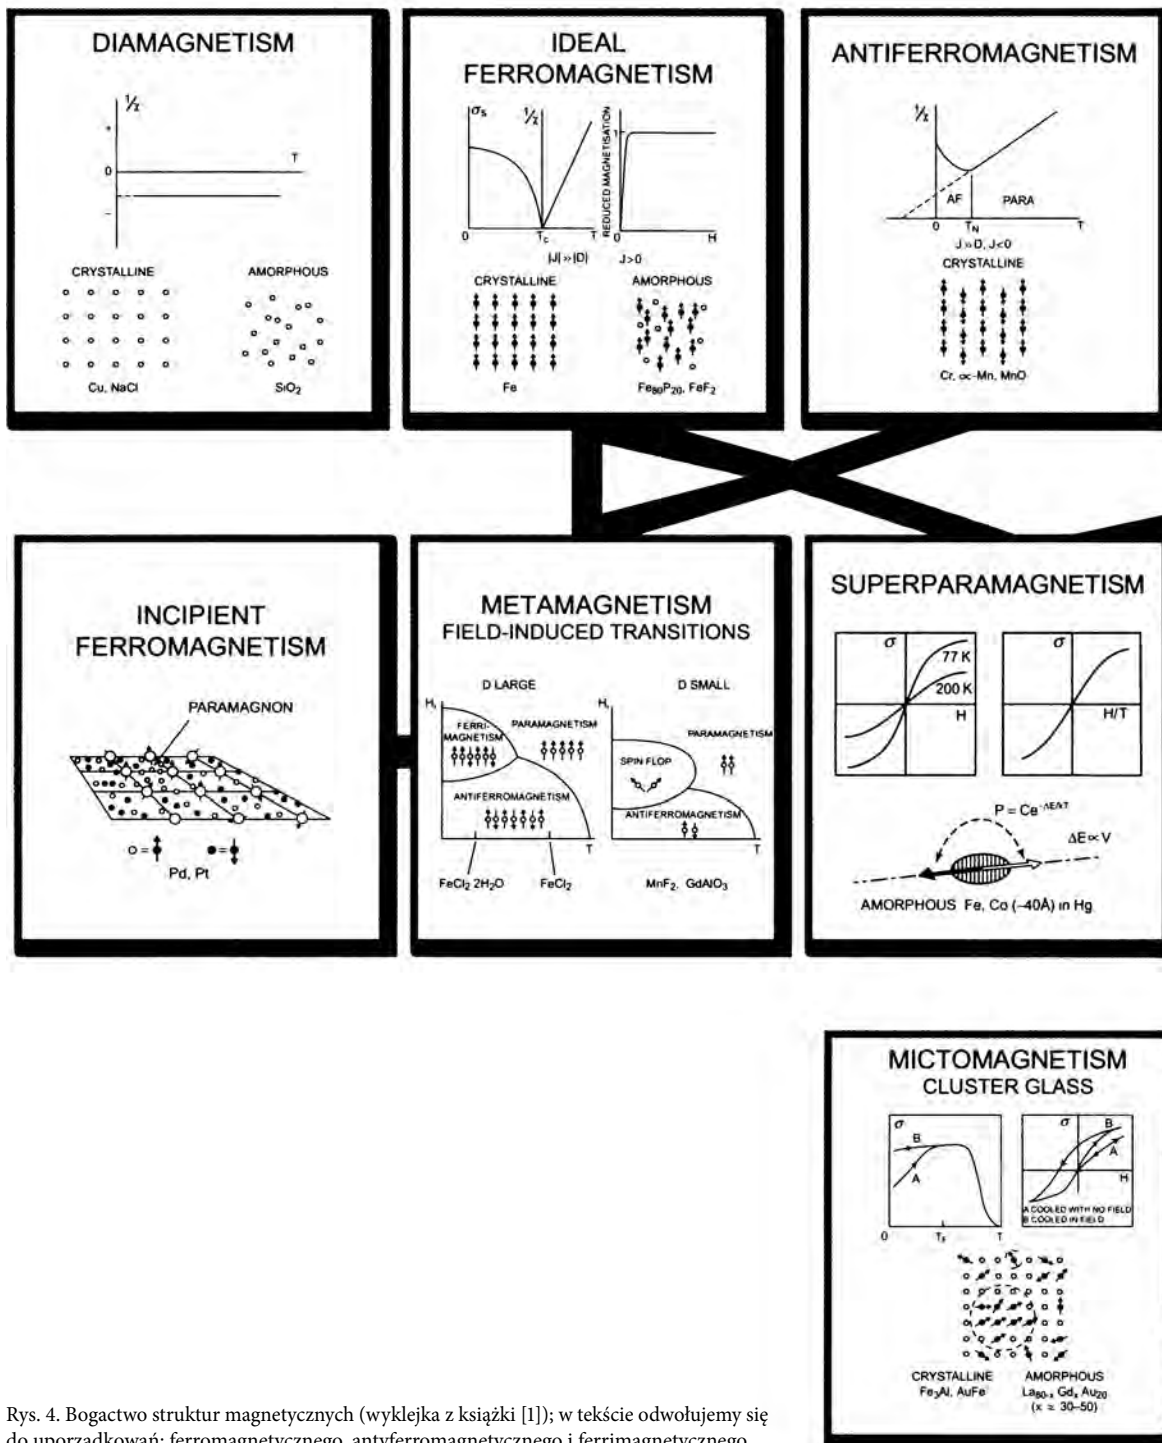 DIAMAGNETISM
1/χ
+
T
0
–
CRYSTALLINE
AMORPHOUS
Cu, NaCl
SiO₂
IDEAL
FERROMAGNETISM
σs
1/χ
REDUCED MAGNETISATION
1
0
Tc
T
0
H
|J| » |D|
J>0
CRYSTALLINE
AMORPHOUS
Fe
Fe₈₀P₂₀, FeF₂
ANTIFERROMAGNETISM
1/χ
AF
PARA
0
TN
T
J » D, J<0
CRYSTALLINE
Cr, ∝-Mn, MnO
INCIPIENT
FERROMAGNETISM
PARAMAGNON
Pd, Pt
METAMAGNETISM
FIELD-INDUCED TRANSITIONS
D LARGE
D SMALL
FERRI-
MAGNETISM
PARAMAGNETISM
ANTIFERROMAGNETISM
T
FeCl₂ 2H₂O
FeCl₂
PARAMAGNETISM
SPIN FLOP
ANTIFERROMAGNETISM
T
MnF₂. GdAlO₃
SUPERPARAMAGNETISM
σ
77 K
200 K
H
σ
H/T
P = Ce
ΔE∝V
AMORPHOUS Fe, Co (~40Å) in Hg
MICTOMAGNETISM
CLUSTER GLASS
σ
B
A
0
T
σ
B
A
H
A COOLED WITH NO FIELD
B COOLED IN FIELD
CRYSTALLINE
Fe₃Al, AuFe
AMORPHOUS
La₈₀₋ₓ Gdₓ Au₂₀
(x ≃ 30–50)
Rys. 4. Bogactwo struktur magnetycznych (wyklejka z książki [1]); w tekście odwołujemy się
do uporządkowań: ferromagnetycznego, antyferromagnetycznego i ferrimagnetycznego